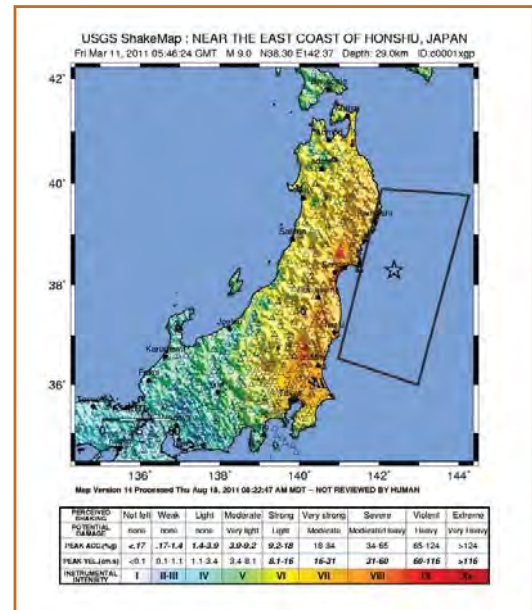 USGS ShakeMap : NEAR THE EAST COAST OF HONSHU, JAPAN
Fri Mar 11, 2011 05:46:24 GMT M 9.0 N38.30 E142.37 Depth: 29.0km ID:c0001xgp
42˚
40˚
38˚
36˚
136˚ 138˚ 140˚ 142˚ 144˚
Map Version 14 Processed Thu Aug 18, 2011 08:22:47 AM MDT -- NOT REVIEWED BY HUMAN
PERCEIVED SHAKING Not felt Weak Light Moderate Strong Very strong Severe Violent Extreme
POTENTIAL DAMAGE none none none Very light Light Moderate Moderate/Heavy Heavy Very Heavy
PEAK ACC.(%g) <.17 .17-1.4 1.4-3.9 3.9-9.2 9.2-18 18-34 34-65 65-124 >124
PEAK VEL.(cm/s) <0.1 0.1-1.1 1.1-3.4 3.4-8.1 8.1-16 16-31 31-60 60-116 >116
INSTRUMENTAL INTENSITY I II-III IV V VI VII VIII IX X+